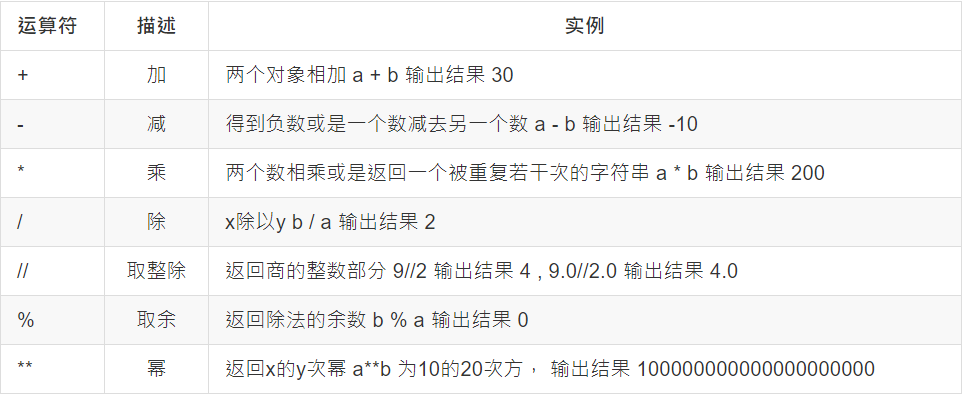 运算符 描述 实例
+ 加 两个对象相加 a + b 输出结果 30
- 减 得到负数或是一个数减去另一个数 a - b 输出结果 -10
* 乘 两个数相乘或是返回一个被重复若干次的字符串 a * b 输出结果 200
/ 除 x除以y b / a 输出结果 2
// 取整除 返回商的整数部分 9//2 输出结果 4 , 9.0//2.0 输出结果 4.0
% 取余 返回除法的余数 b % a 输出结果 0
** 幂 返回x的y次幂 a**b 为10的20次方， 输出结果 100000000000000000000